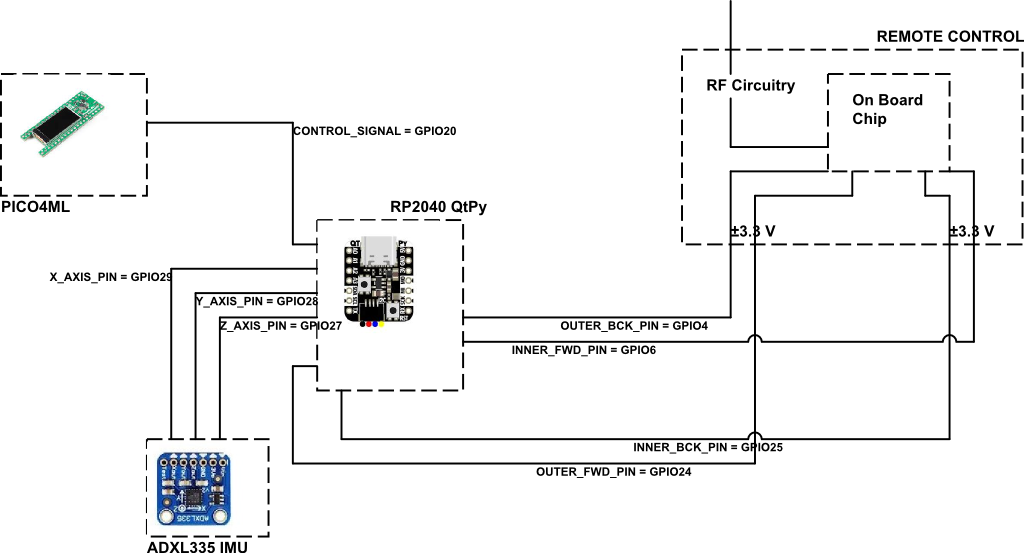 REMOTE CONTROL
RF Circuitry
On Board
Chip
CONTROL_SIGNAL = GPIO20
PICO4ML
RP2040 QtPy
±3.3 V
±3.3 V
X_AXIS_PIN = GPIO29
Y_AXIS_PIN = GPIO28
Z_AXIS_PIN = GPIO27
OUTER_BCK_PIN = GPIO4
INNER_FWD_PIN = GPIO6
INNER_BCK_PIN = GPIO25
OUTER_FWD_PIN = GPIO24
ADXL335
ADXL335 IMU